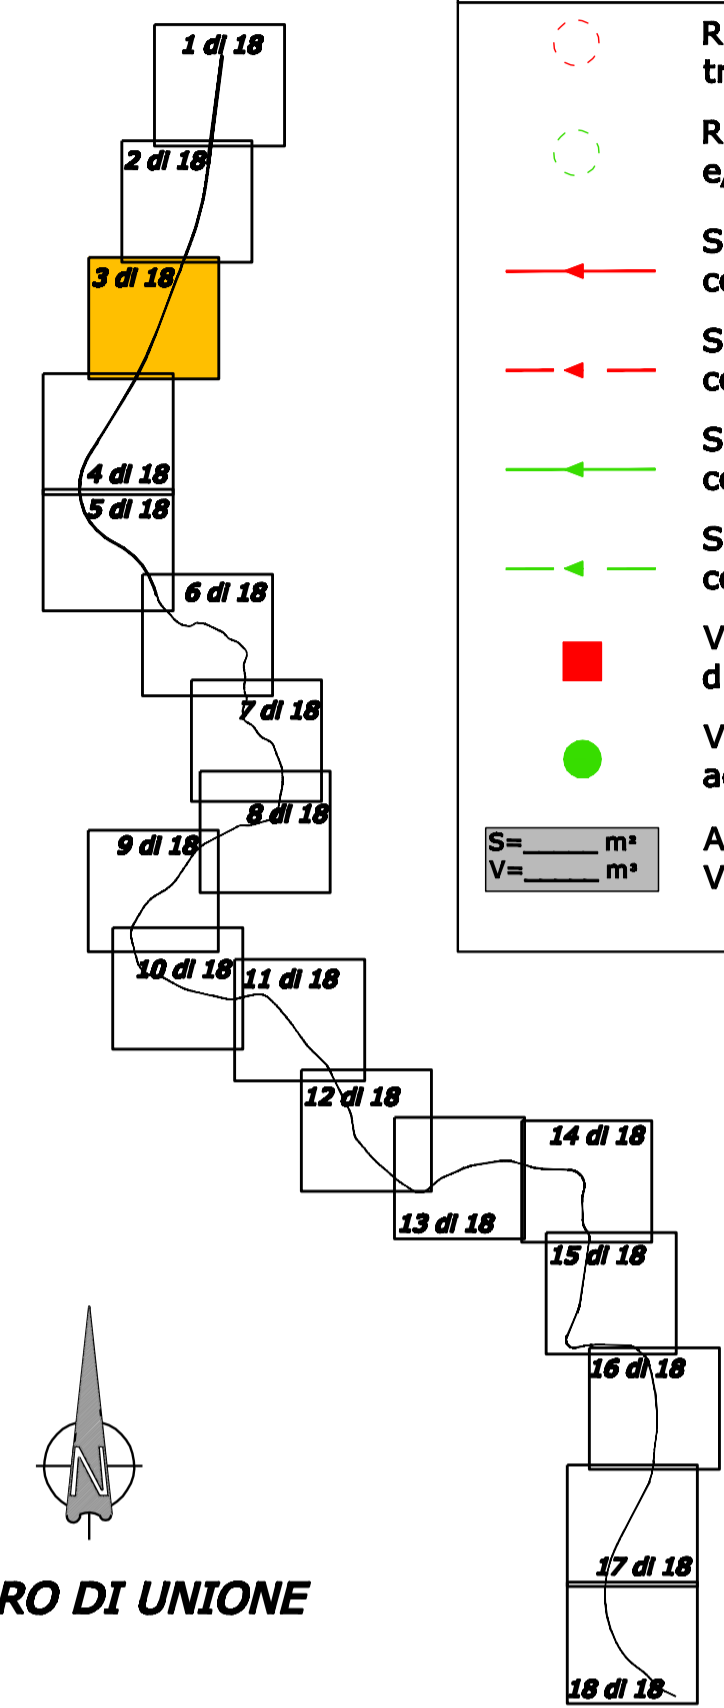 1 di 18
2 di 18
3 di 18
4 di 18
5 di 18
6 di 18
7 di 18
8 di 18
9 di 18
10 di 18
11 di 18
12 di 18
13 di 18
14 di 18
15 di 18
16 di 18
17 di 18
18 di 18
N
RO DI UNIONE
S=______ m²
V=______ m³